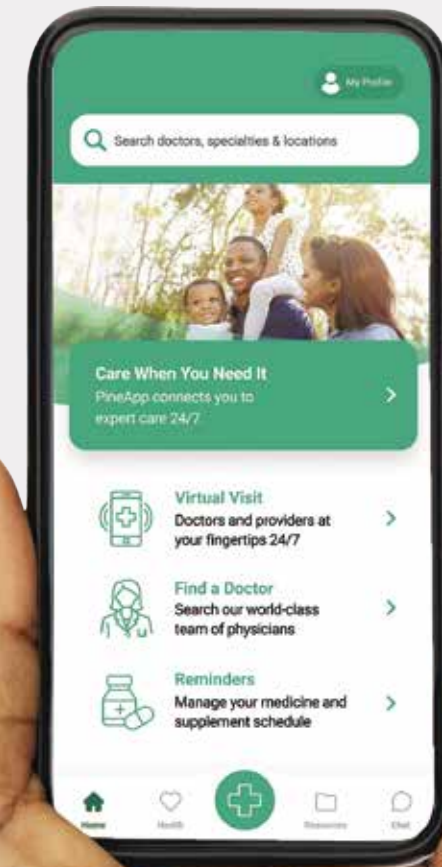 My Profile
Search doctors, specialties & locations
Care When You Need It
PineApp connects you to
expert care 24/7
Virtual Visit
Doctors and providers at
your fingertips 24/7
Find a Doctor
Search our world-class
team of physicians
Reminders
Manage your medicine and
supplement schedule
Home
Health
Resources
Chat